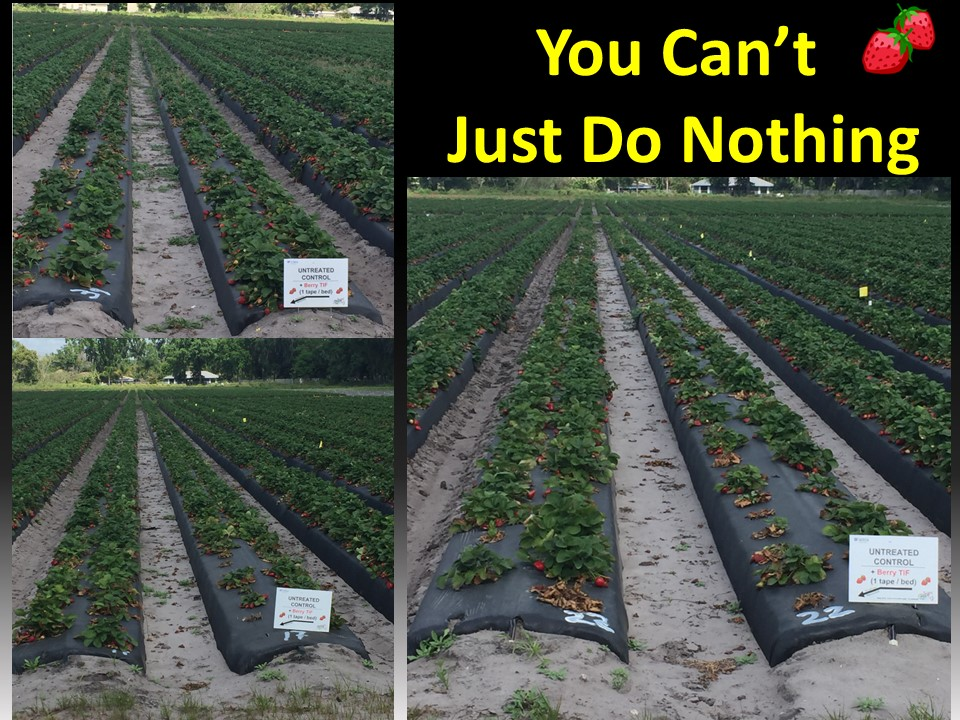 You Can’t
Just Do Nothing
UNTREATED
CONTROL
+ Berry TIF
(1 tape / bed)
UNTREATED
CONTROL
+ Berry TIF
(1 tape / bed)
17
UNTREATED
CONTROL
+ Berry TIF
(1 tape / bed)
22
22